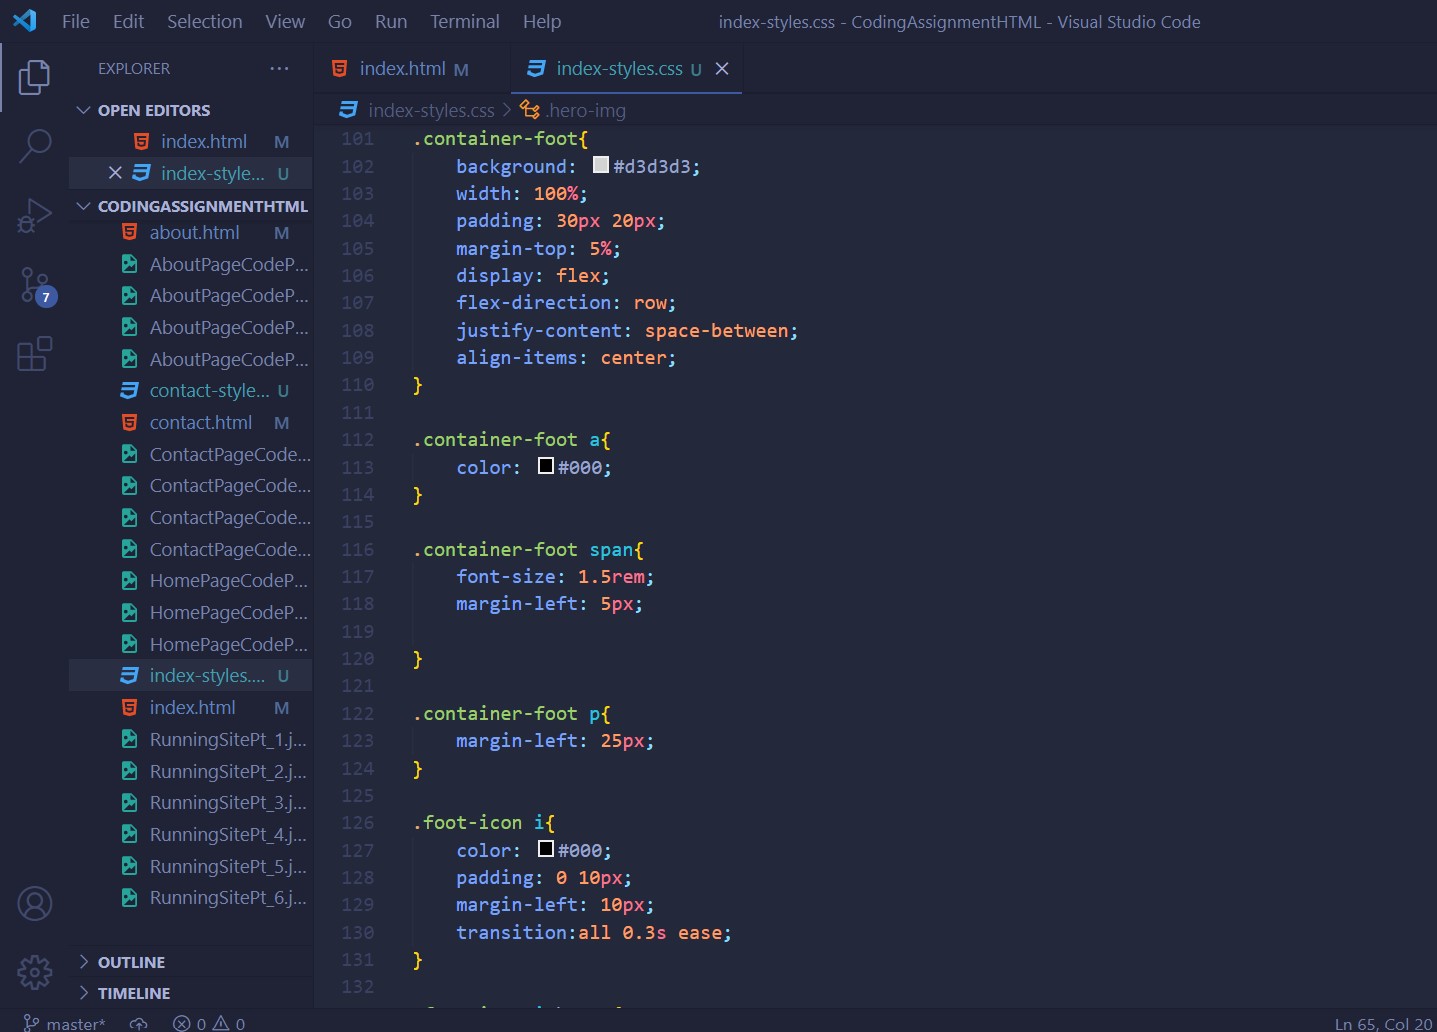 File Edit Selection View Go Run Terminal Help index-styles.css - CodingAssignmentHTML - Visual Studio Code
EXPLORER ...
OPEN EDITORS
index.html M
index-style... U
CODINGASSIGNMENTHTML
about.html M
AboutPageCodeP...
AboutPageCodeP...
AboutPageCodeP...
AboutPageCodeP...
contact-style... U
contact.html M
ContactPageCode...
ContactPageCode...
ContactPageCode...
ContactPageCode...
HomePageCodeP...
HomePageCodeP...
HomePageCodeP...
index-styles.... U
index.html M
RunningSitePt_1.j...
RunningSitePt_2.j...
RunningSitePt_3.j...
RunningSitePt_4.j...
RunningSitePt_5.j...
RunningSitePt_6.j...
OUTLINE
TIMELINE
7
index.html M index-styles.css U
index-styles.css > .hero-img
101 .container-foot{
102 background: #d3d3d3;
103 width: 100%;
104 padding: 30px 20px;
105 margin-top: 5%;
106 display: flex;
107 flex-direction: row;
108 justify-content: space-between;
109 align-items: center;
110 }
111
112 .container-foot a{
113 color: #000;
114 }
115
116 .container-foot span{
117 font-size: 1.5rem;
118 margin-left: 5px;
119
120 }
121
122 .container-foot p{
123 margin-left: 25px;
124 }
125
126 .foot-icon i{
127 color: #000;
128 padding: 0 10px;
129 margin-left: 10px;
130 transition:all 0.3s ease;
131 }
132
master* 0 0 Ln 65, Col 20